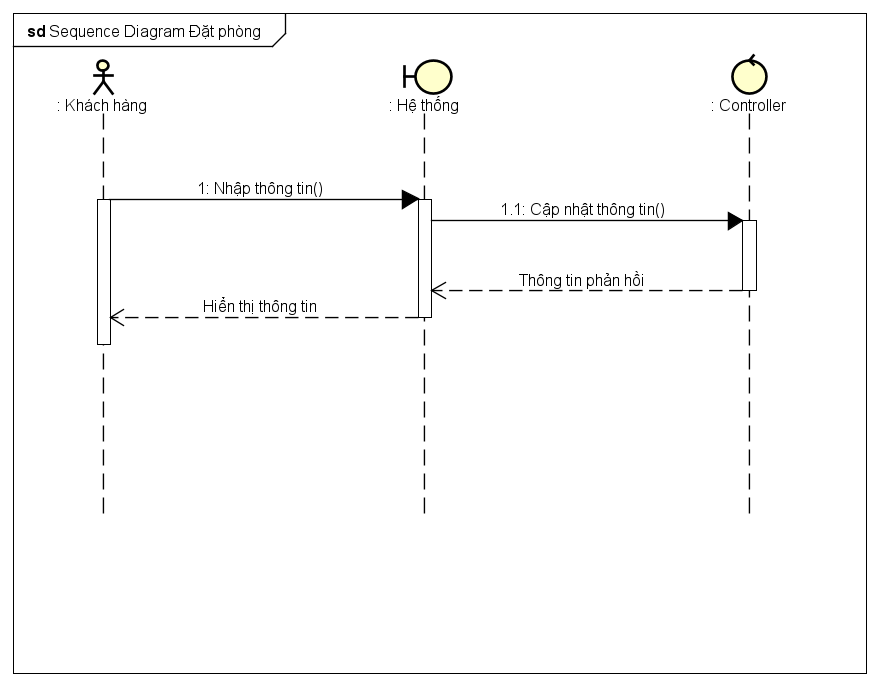 sd Sequence Diagram Đặt phòng
: Khách hàng
: Hệ thống
: Controller
1: Nhập thông tin()
1.1: Cập nhật thông tin()
Thông tin phản hồi
Hiển thị thông tin